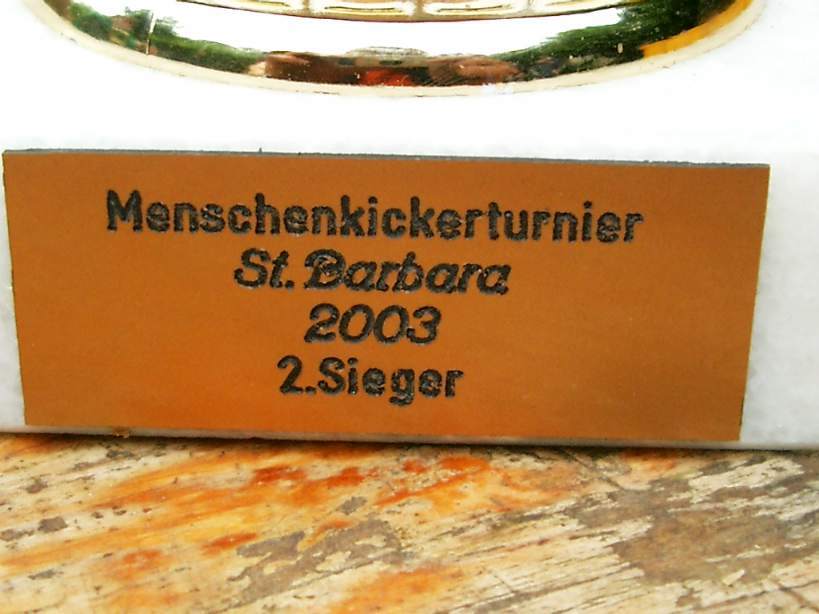 Menschenkickerturnier
St. Barbara
2003
2.Sieger